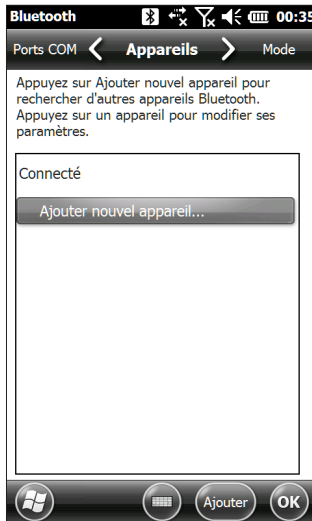 Bluetooth 00:35
Ports COM Appareils Mode
Appuyez sur Ajouter nouvel appareil pour
rechercher d'autres appareils Bluetooth.
Appuyez sur un appareil pour modifier ses
paramètres.
Connecté
Ajouter nouvel appareil...
Ajouter OK